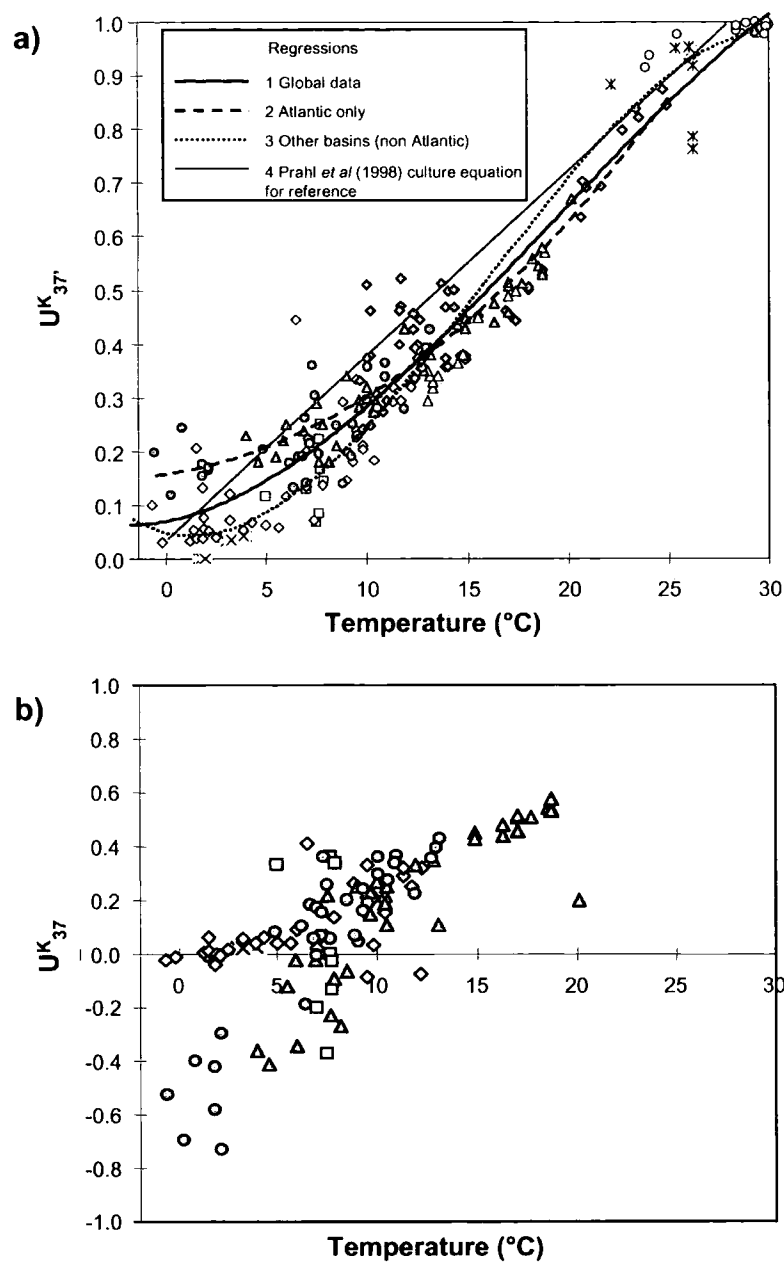 a)
Regressions
1 Global data
2 Atlantic only
3 Other basins (non Atlantic)
4 Prahl et al (1998) culture equation
for reference
1.0
0.9
0.8
0.7
0.6
0.5
0.4
0.3
0.2
0.1
0.0
U^K_37'
0 5 10 15 20 25 30
Temperature (°C)
b)
1.0
0.8
0.6
0.4
0.2
0.0
-0.2
-0.4
-0.6
-0.8
-1.0
U^K_37
0 5 10 15 20 25 30
Temperature (°C)